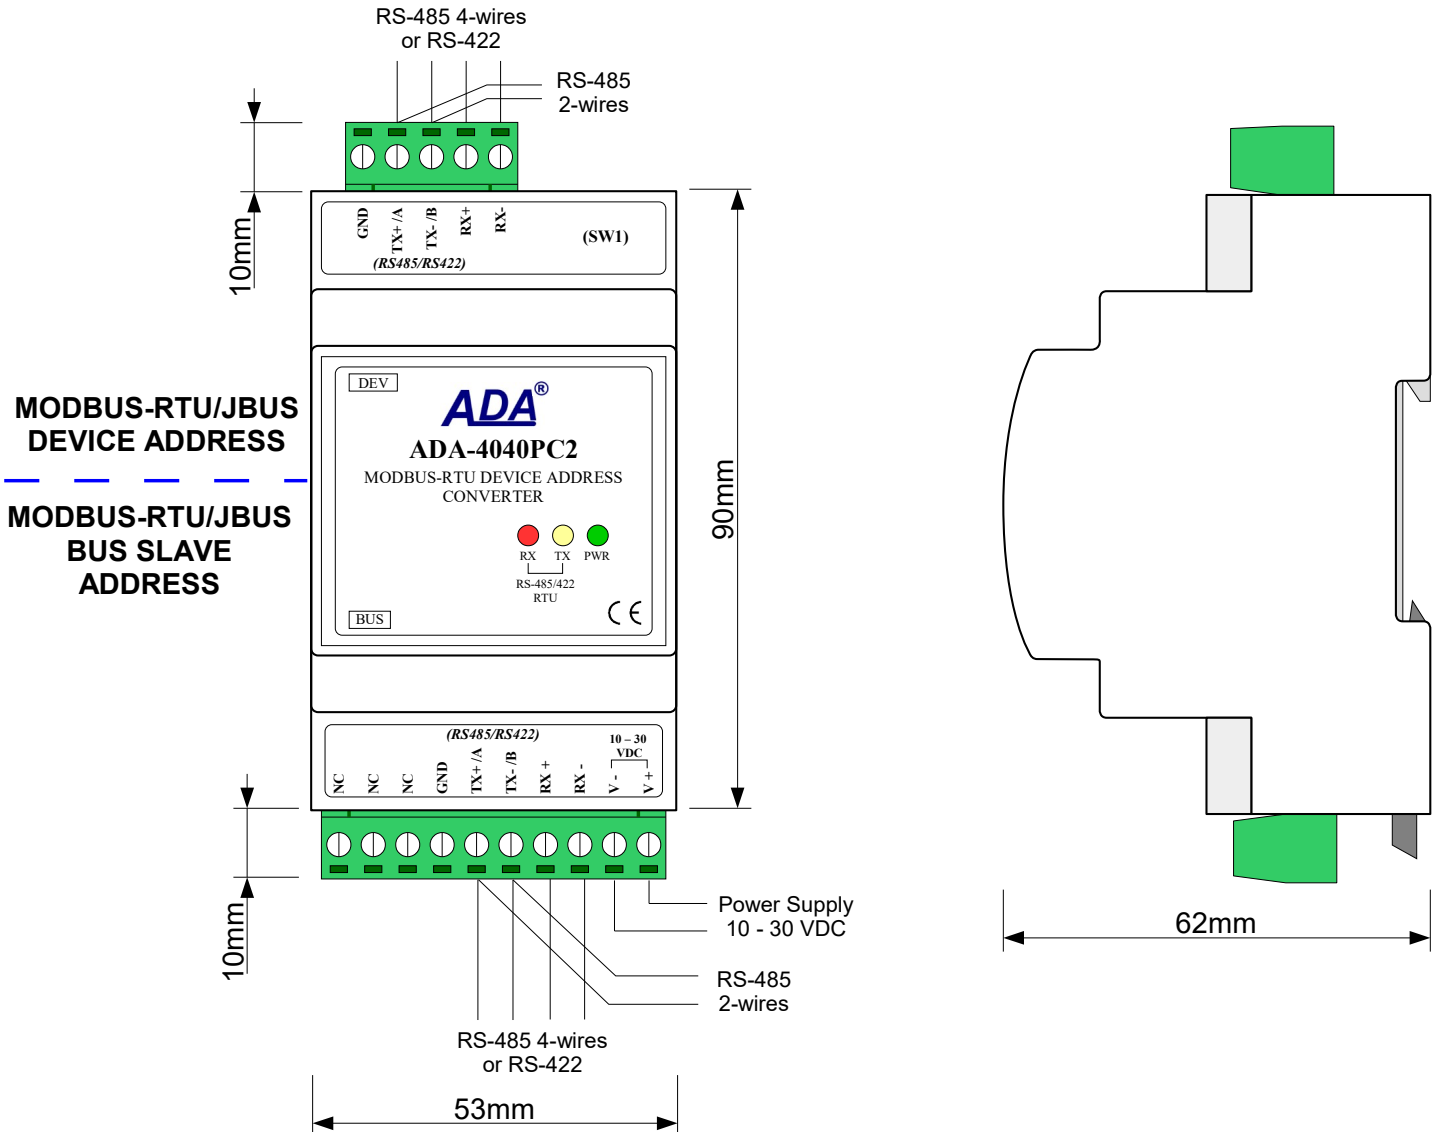 RS-485 4-wires
or RS-422
RS-485
2-wires
10mm
GND
TX+ /A
TX- /B
RX+
RX-
(SW1)
(RS485/RS422)
DEV
ADA®
ADA-4040PC2
MODBUS-RTU DEVICE ADDRESS
CONVERTER
RX TX PWR
RS-485/422
RTU
BUS
CE
MODBUS-RTU/JBUS
DEVICE ADDRESS
MODBUS-RTU/JBUS
BUS SLAVE
ADDRESS
90mm
(RS485/RS422)
10 – 30
VDC
NC
NC
NC
GND
TX+ /A
TX- /B
RX +
RX -
V -
V +
10mm
Power Supply
10 - 30 VDC
RS-485
2-wires
RS-485 4-wires
or RS-422
53mm
62mm